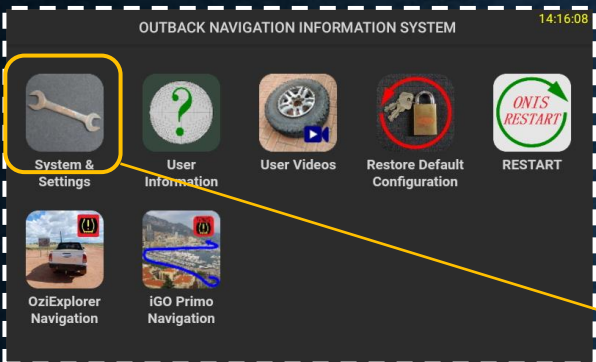 14:16:08
OUTBACK NAVIGATION INFORMATION SYSTEM
ONIS
RESTART
System &
Settings
User
Information
User Videos
Restore Default
Configuration
RESTART
OziExplorer
Navigation
iGO Primo
Navigation